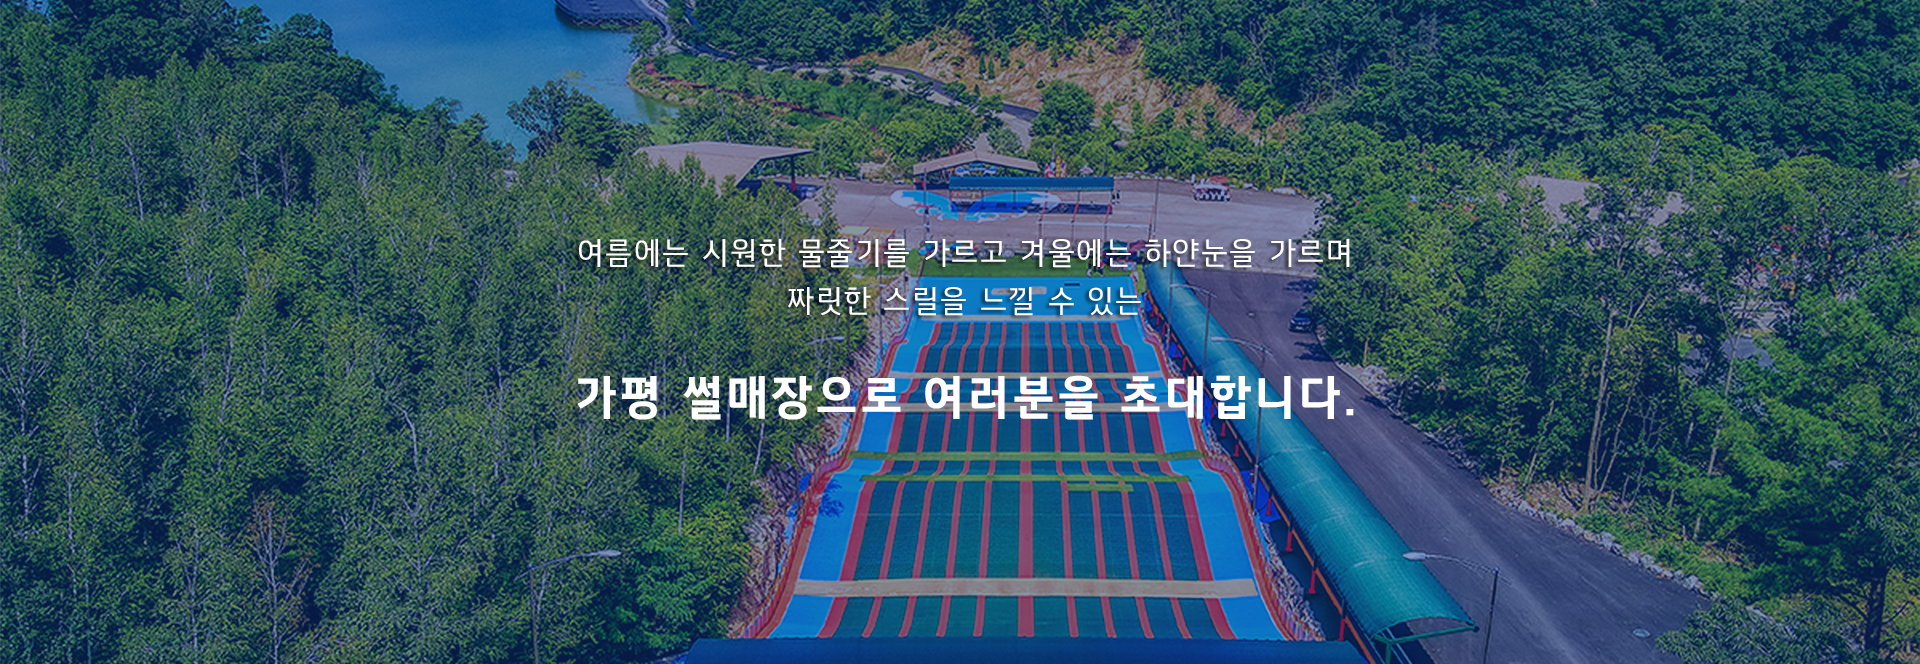 여름에는 시원한 물줄기를 가르고 겨울에는 하얀눈을 가르며
짜릿한 스릴을 느낄 수 있는
가평 썰매장으로 여러분을 초대합니다.